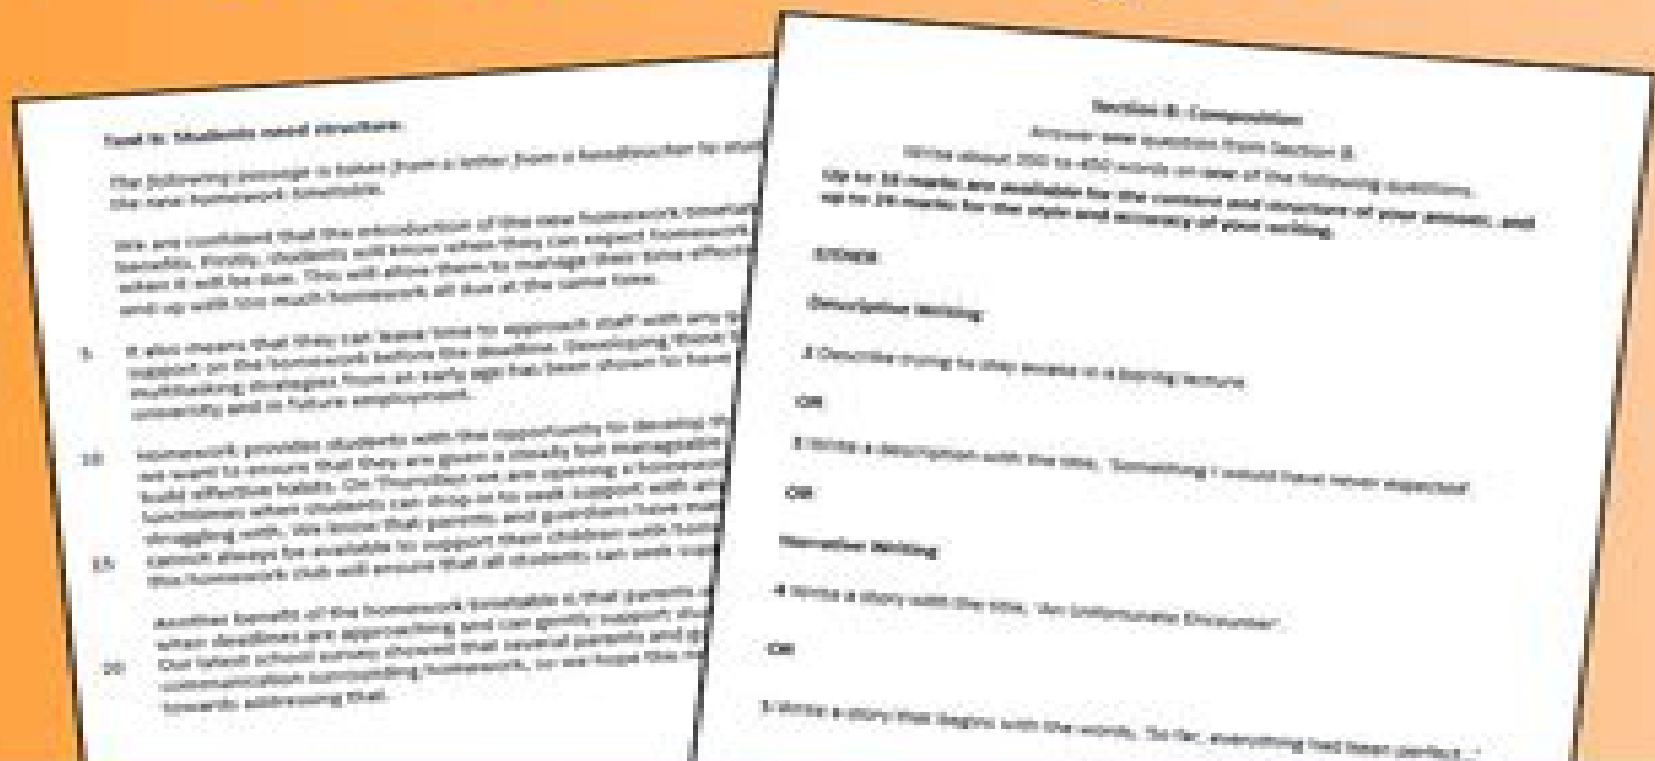 Text B: Students need structure.
The following passage is taken from a letter from a headteacher to
the new homework timetable.
We are confident that the introduction of the new homework
benefits. Firstly, students will know when they can expect homework
when it will be due. This will allow them to manage their time
end up with too much homework all due at the same time.
5 It also means that they can leave time to approach staff with any
support on the homework before the deadline. Developing these
multitasking strategies from an early age has been shown to have
university and in future employment.
10 Homework provides students with the opportunity to develop
we want to ensure that they are given a steady but manageable
build effective habits. On Thursdays we are opening a
lunchtimes when students can drop in to seek support with
struggling with. We know that parents and guardians have
15 cannot always be available to support their children with
this homework club will ensure that all students can seek
Another benefit of the homework timetable is that parents
when deadlines are approaching and can gently support
20 Our latest school survey showed that several parents and
communication surrounding homework, so we hope this
towards addressing that.
Section B: Composition
Answer one question from Section B.
Write about 350 to 450 words on one of the following questions.
Up to 16 marks are available for the content and structure of your answer, and
up to 24 marks for the style and accuracy of your writing.
EITHER
Descriptive Writing
2 Describe trying to stay awake in a boring lecture.
OR
3 Write a description with the title, 'Something I would have never expected'.
OR
Narrative Writing
4 Write a story with the title, 'An Unfortunate Encounter'.
OR
5 Write a story that begins with the words, 'So far, everything had been perfect...'